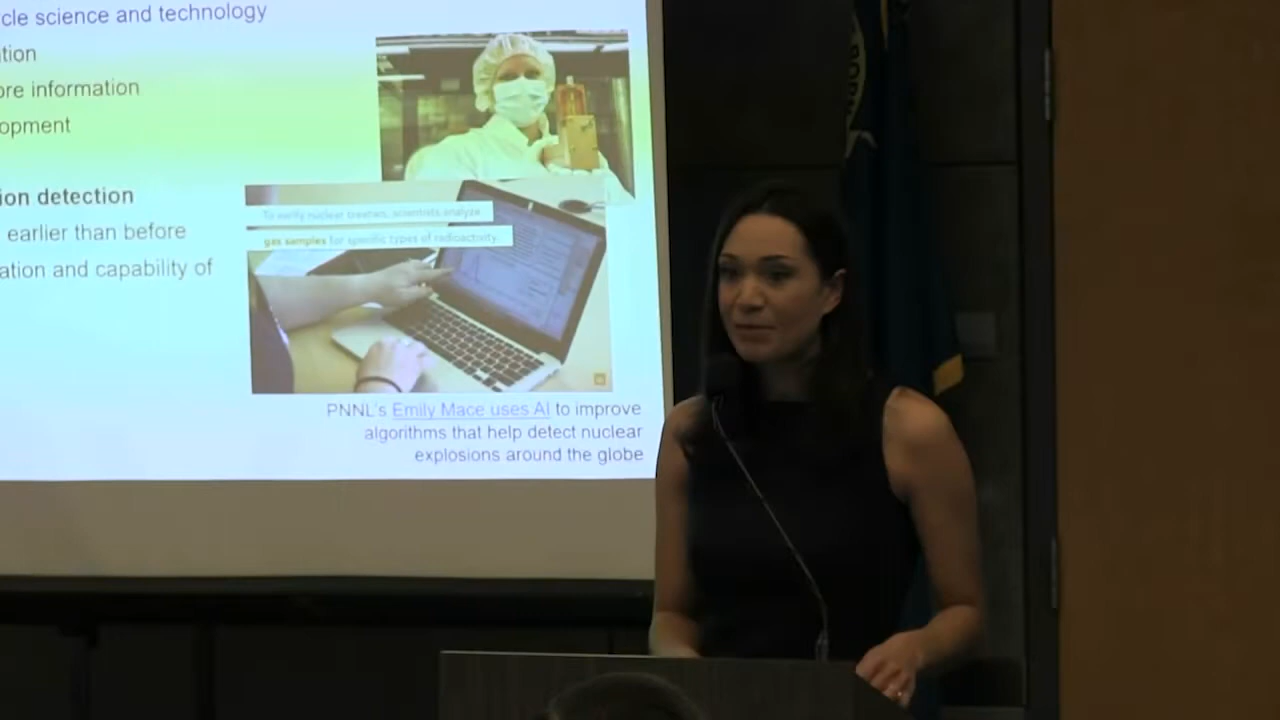 cle science and technology
tion
ore information
opment
ion detection
earlier than before
ation and capability of
To verify nuclear treaties, scientists analyze
gas samples for specific types of radioactivity.
PNNL's Emily Mace uses AI to improve
algorithms that help detect nuclear
explosions around the globe